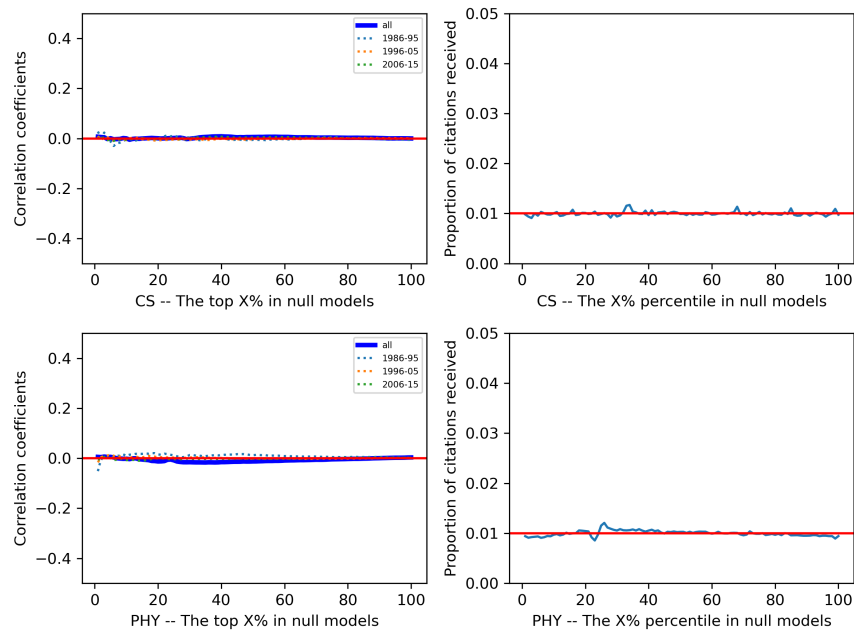 0.4
0.2
0.0
−0.2
−0.4
Correlation coefficients
all
1986-95
1996-05
2006-15
0 20 40 60 80 100
CS -- The top X% in null models
0.05
0.04
0.03
0.02
0.01
0.00
Proportion of citations received
0 20 40 60 80 100
CS -- The X% percentile in null models
0.4
0.2
0.0
−0.2
−0.4
Correlation coefficients
all
1986-95
1996-05
2006-15
0 20 40 60 80 100
PHY -- The top X% in null models
0.05
0.04
0.03
0.02
0.01
0.00
Proportion of citations received
0 20 40 60 80 100
PHY -- The X% percentile in null models